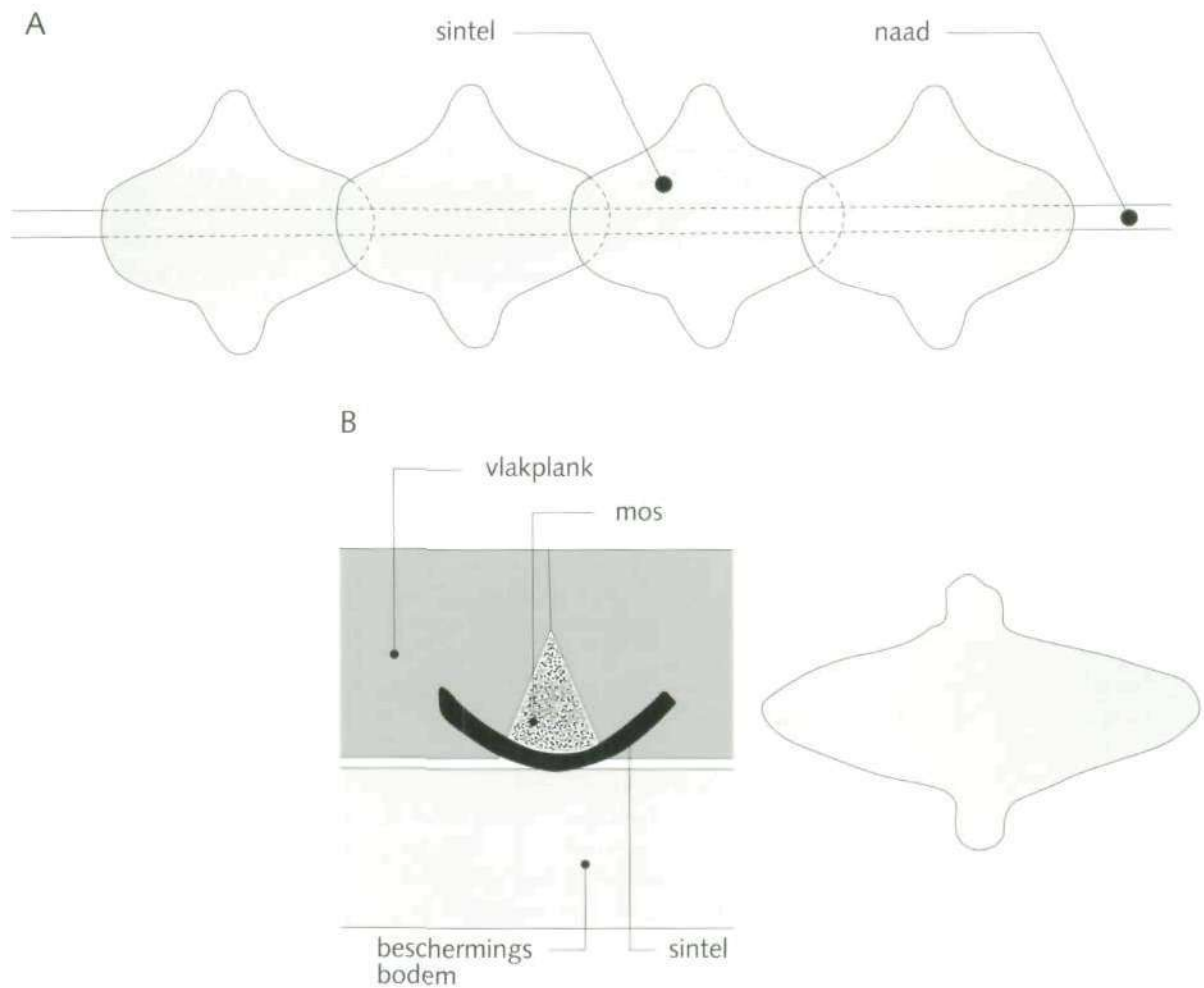 A
sintel
naad
B
vlakplank
mos
beschermings
bodem
sintel